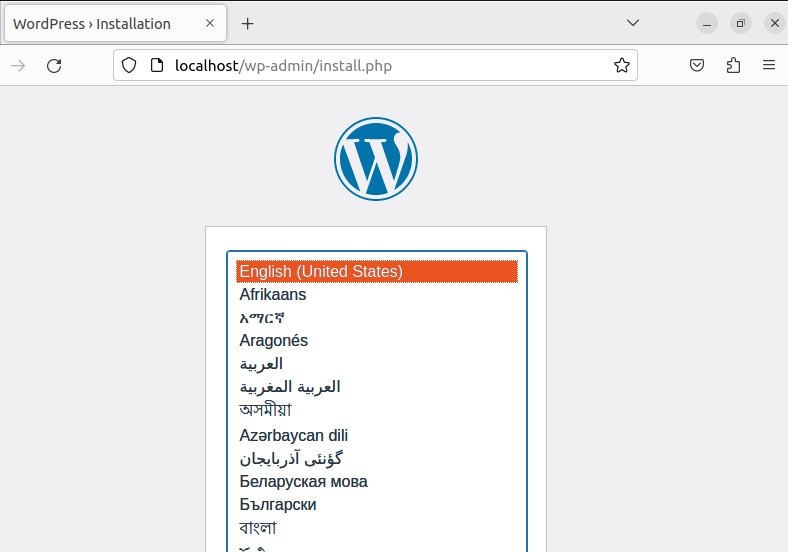 WordPress › Installation
localhost/wp-admin/install.php
English (United States)
Afrikaans
አማርኛ
Aragonés
العربية
العربية المغربية
অসমীয়া
Azərbaycan dili
گؤنئی آذربایجان
Беларуская мова
Български
বাংলা